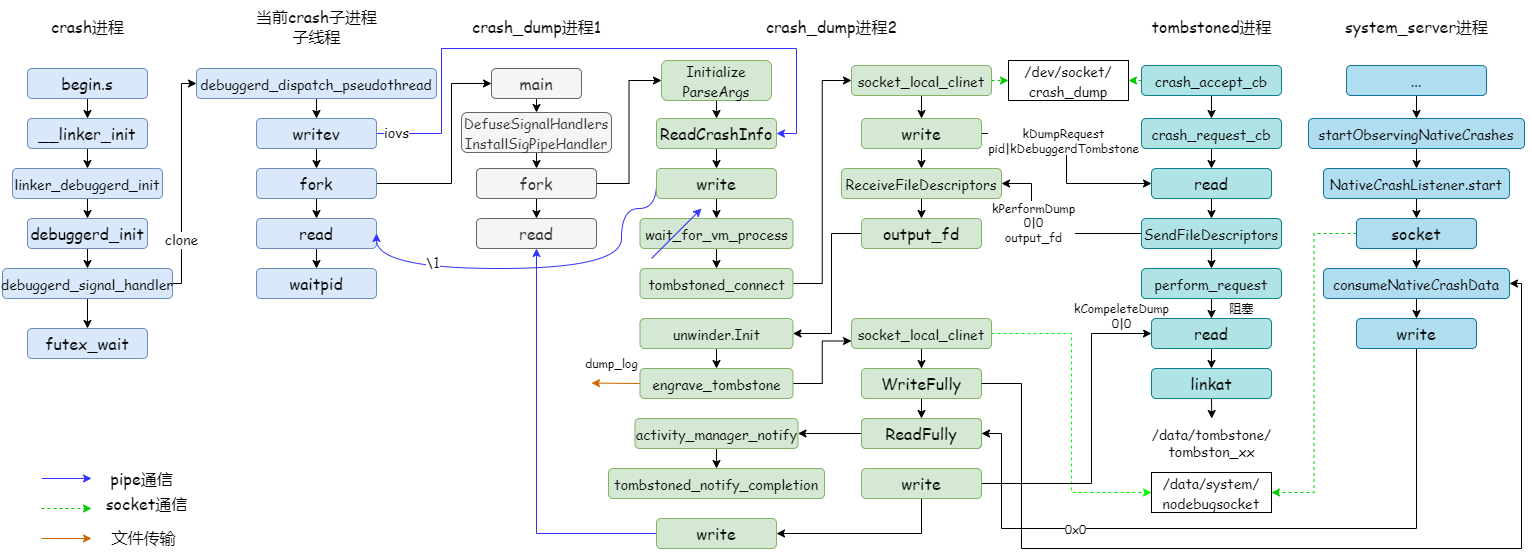 crash进程
当前crash子进程
子线程
crash_dump进程1
crash_dump进程2
tombstoned进程
system_server进程
begin.s
__linker_init
linker_debuggerd_init
debuggerd_init
debuggerd_signal_handler
futex_wait
clone
debuggerd_dispatch_pseudothread
writev
iovs
fork
read
waitpid
\1
main
DefuseSignalHandlers
InstallSigPipeHandler
fork
read
Initialize
ParseArgs
ReadCrashInfo
write
wait_for_vm_process
tombstoned_connect
unwinder.Init
dump_log
engrave_tombstone
activity_manager_notify
tombstoned_notify_completion
write
socket_local_clinet
write
ReceiveFileDescriptors
output_fd
socket_local_clinet
WriteFully
ReadFully
write
/dev/socket/
crash_dump
kDumpRequest
pid|kDebuggerdTombstone
kPerformDump
0|0
output_fd
kCompeleteDump
0|0
crash_accept_cb
crash_request_cb
read
SendFileDescriptors
perform_request
阻塞
read
linkat
/data/tombstone/
tombston_xx
/data/system/
nodebugsocket
0x0
...
startObservingNativeCrashes
NativeCrashListener.start
socket
consumeNativeCrashData
write
pipe通信
socket通信
文件传输